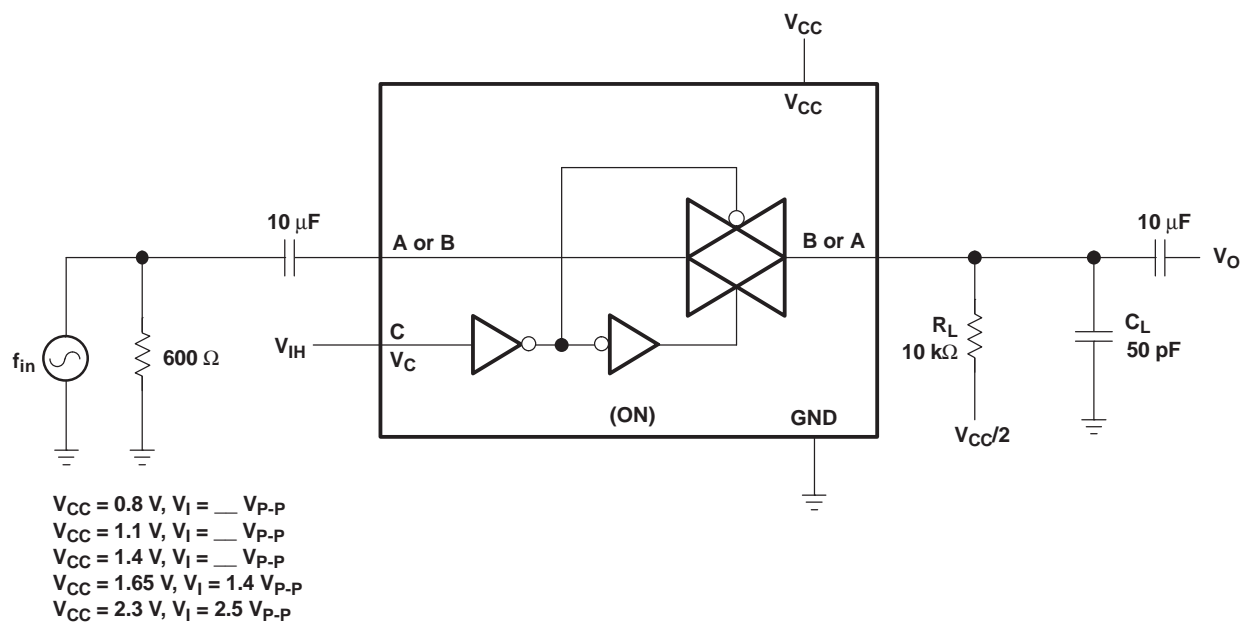 VCC
VCC
10 μF
A or B
B or A
10 μF
VO
fin
600 Ω
VIH
C
VC
RL
10 kΩ
CL
50 pF
(ON)
GND
VCC/2
VCC = 0.8 V, VI = __ VP-P
VCC = 1.1 V, VI = __ VP-P
VCC = 1.4 V, VI = __ VP-P
VCC = 1.65 V, VI = 1.4 VP-P
VCC = 2.3 V, VI = 2.5 VP-P